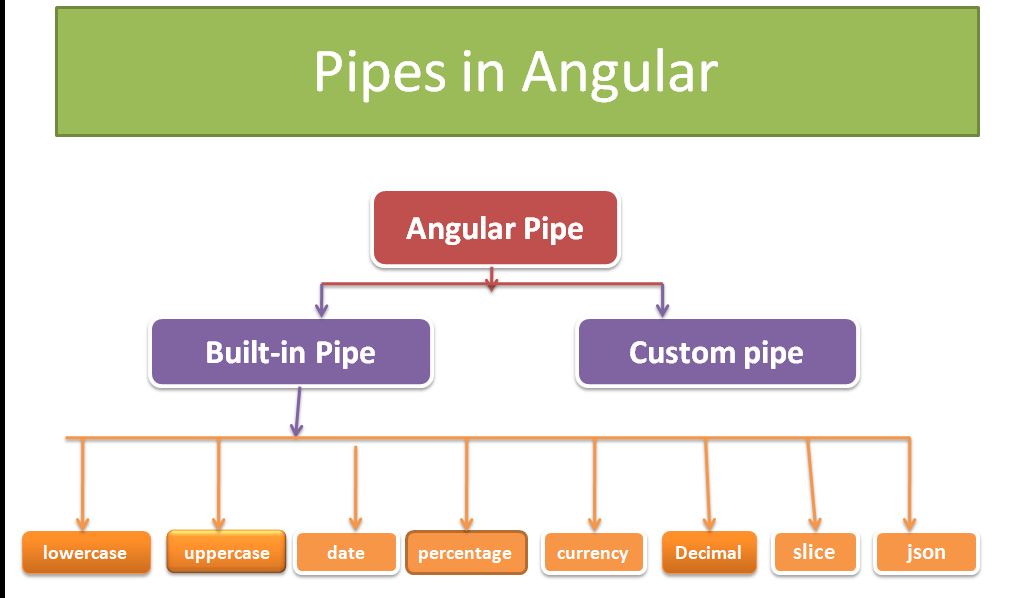 Pipes in Angular
Angular Pipe
Built-in Pipe
Custom pipe
lowercase
uppercase
date
percentage
currency
Decimal
slice
json